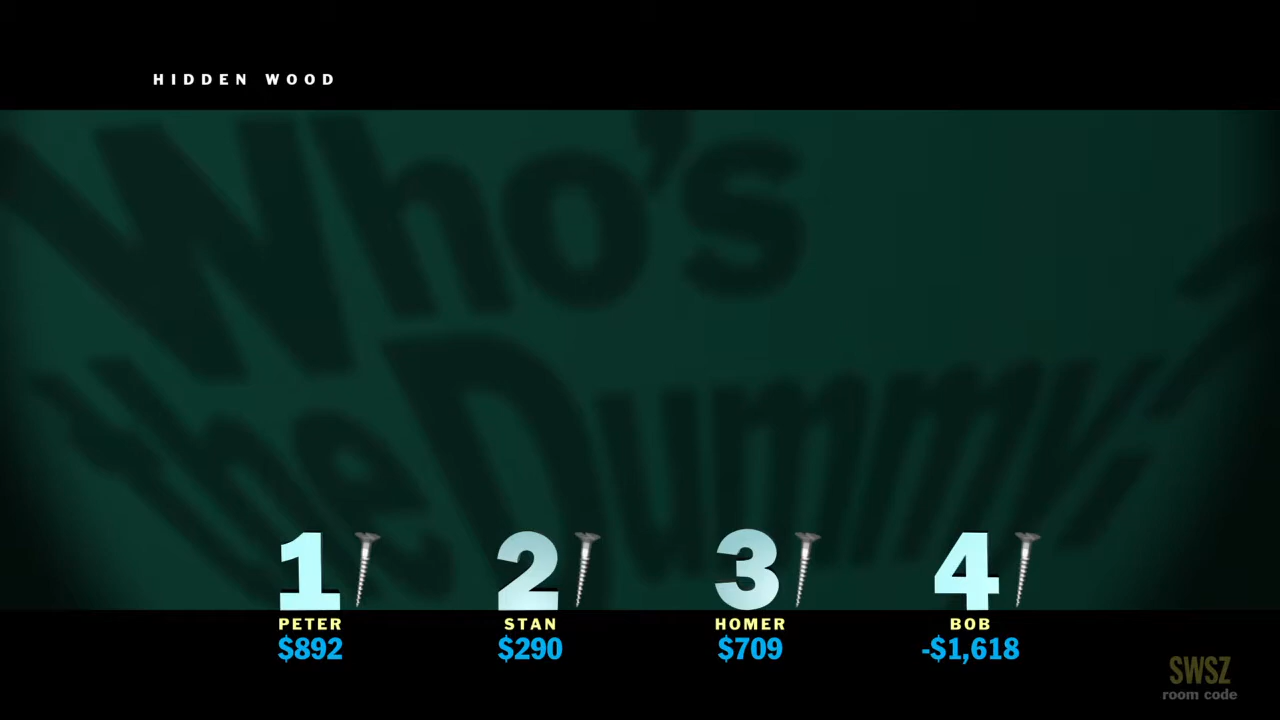 HIDDEN WOOD
Who's
the Dummy?
1 2 3 4
PETER STAN HOMER BOB
$892 $290 $709 -$1,618
SWSZ
room code